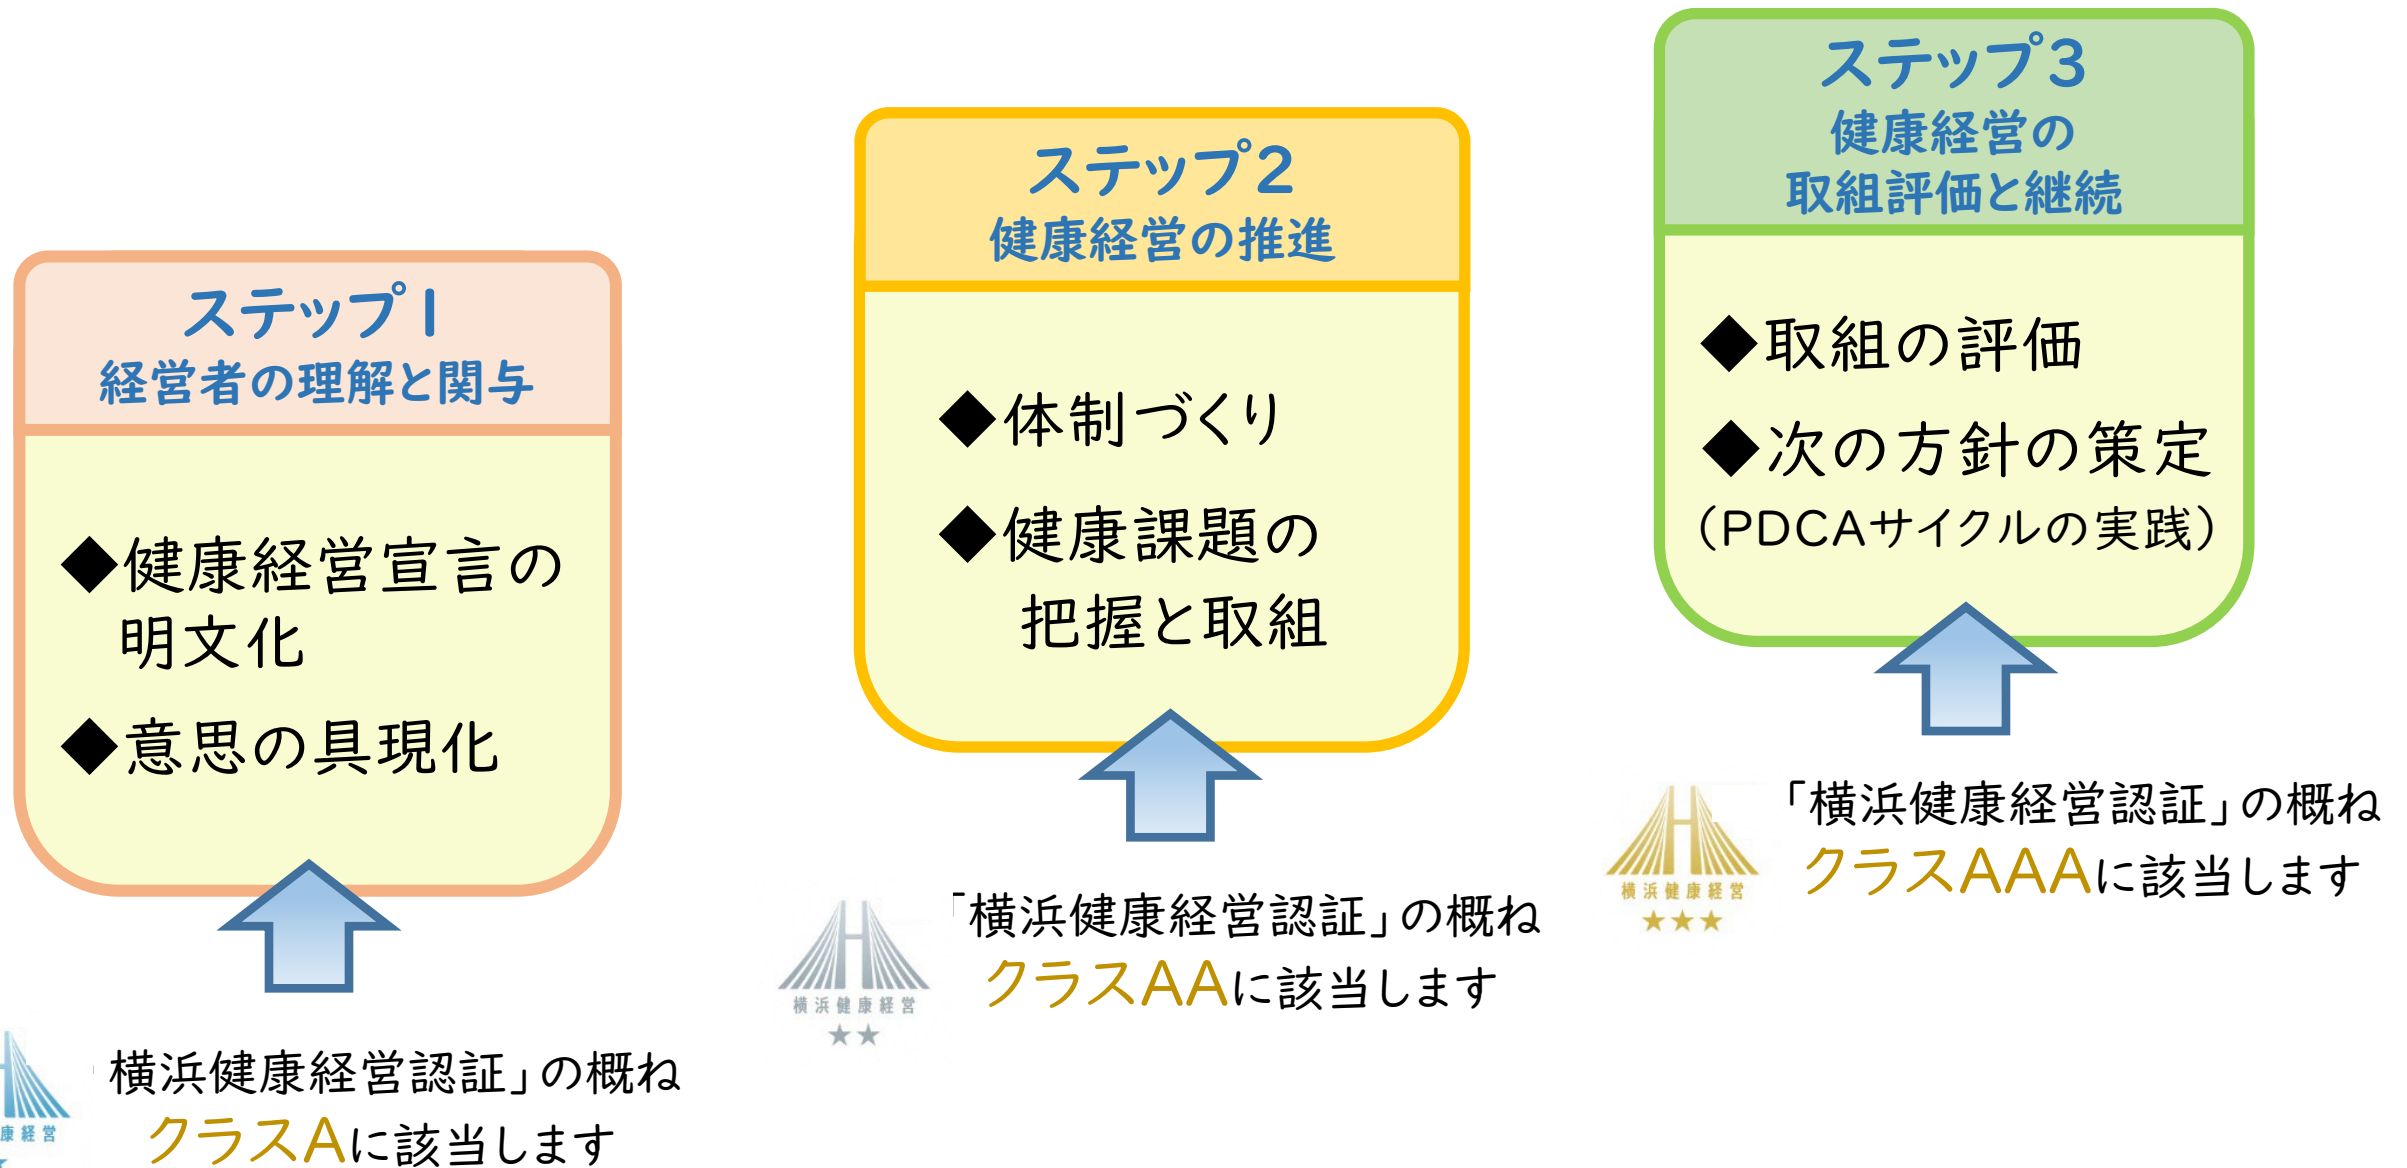 ステップ1
経営者の理解と関与
◆健康経営宣言の
明文化
◆意思の具現化
横浜健康経営認証」の概ね
クラスAに該当します
康経営
ステップ2
健康経営の推進
◆体制づくり
◆健康課題の
把握と取組
「横浜健康経営認証」の概ね
クラスAAに該当します
横浜健康経営
★★
ステップ3
健康経営の
取組評価と継続
◆取組の評価
◆次の方針の策定
（PDCAサイクルの実践）
「横浜健康経営認証」の概ね
クラスAAAに該当します
横浜健康経営
★★★